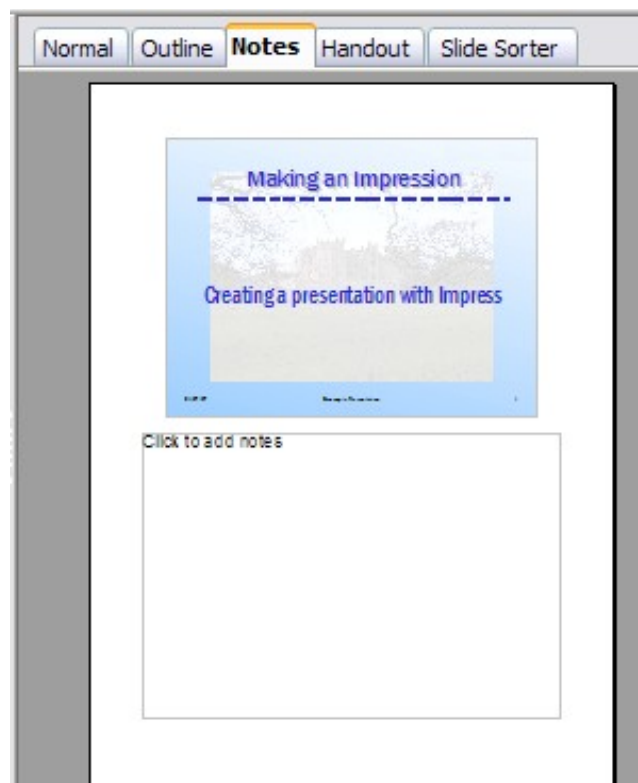 Normal Outline Notes Handout Slide Sorter
Making an Impression
Creating a presentation with Impress
Click to add notes